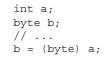 int a;
byte b;
// ...
b = (byte) a;